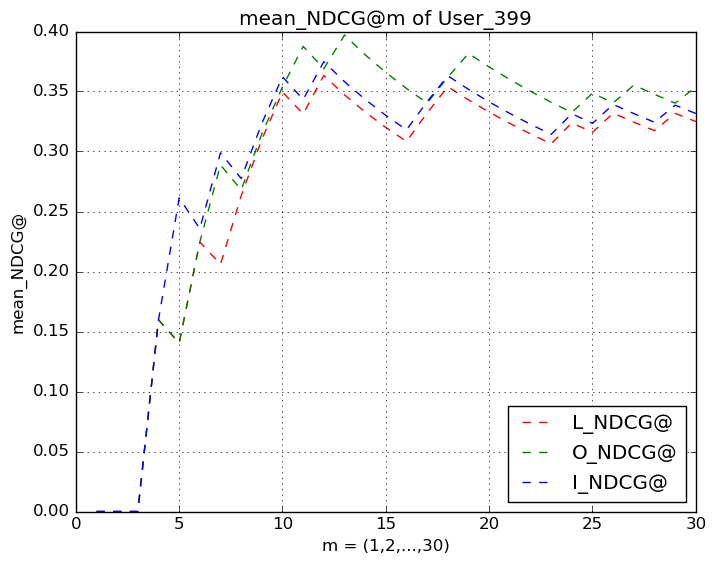 mean_NDCG@m of User_399
0.40
0.35
0.30
0.25
0.20
0.15
0.10
0.05
0.00
mean_NDCG@
L_NDCG@
O_NDCG@
I_NDCG@
0 5 10 15 20 25 30
m = (1,2,...,30)